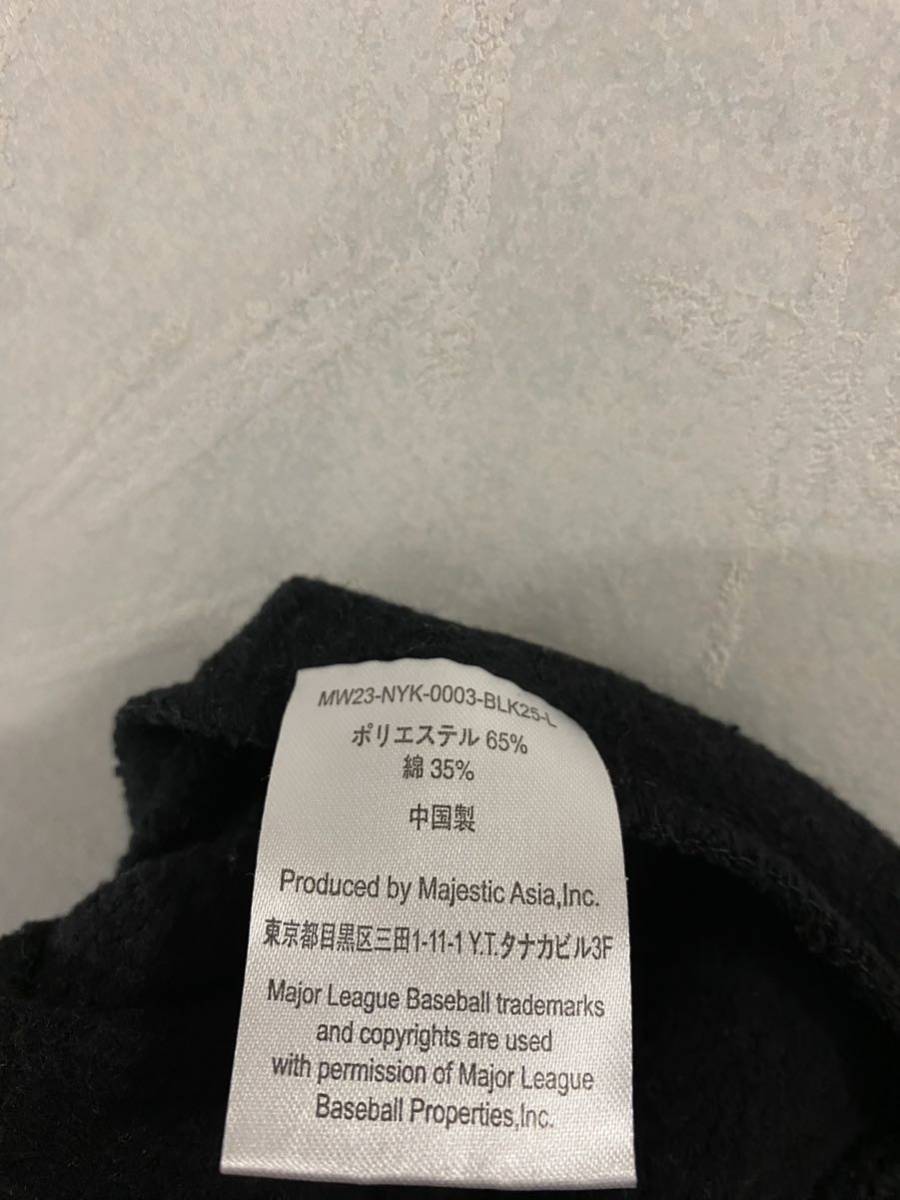 MW23-NYK-0003-BLK25-L
ポリエステル 65%
綿 35%
中国製
Produced by Majestic Asia,Inc.
東京都目黒区三田1-11-1 Y.T.タナカビル3F
Major League Baseball trademarks
and copyrights are used
with permission of Major League
Baseball Properties,Inc.